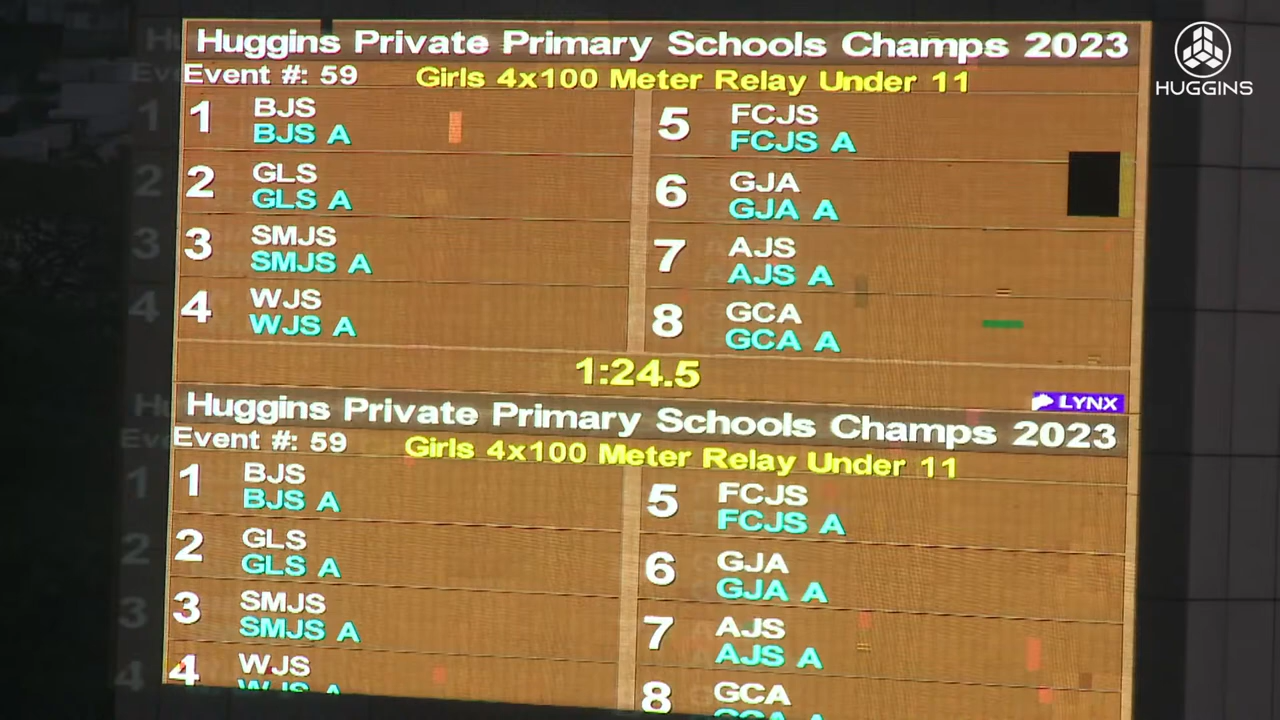 Huggins Private Primary Schools Champs 2023
Event #: 59 Girls 4x100 Meter Relay Under 11
1 BJS
BJS A
2 GLS
GLS A
3 SMJS
SMJS A
4 WJS
WJS A
5 FCJS
FCJS A
6 GJA
GJA A
7 AJS
AJS A
8 GCA
GCA A
1:24.5
LYNX
Huggins Private Primary Schools Champs 2023
Event #: 59 Girls 4x100 Meter Relay Under 11
1 BJS
BJS A
2 GLS
GLS A
3 SMJS
SMJS A
4 WJS
WJS A
5 FCJS
FCJS A
6 GJA
GJA A
7 AJS
AJS A
8 GCA
GCA A
HUGGINS